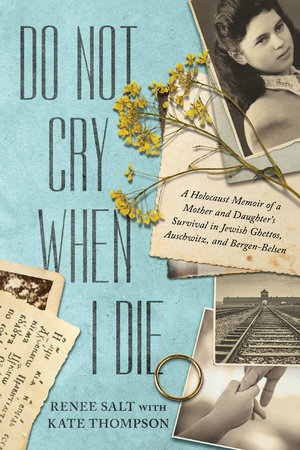 DO NOT
CRY
WHEN
I DIE
A Holocaust Memoir of a
Mother and Daughter's
Survival in Jewish Ghettos,
Auschwitz, and Bergen-Belsen
RENEE SALT WITH
KATE THOMPSON